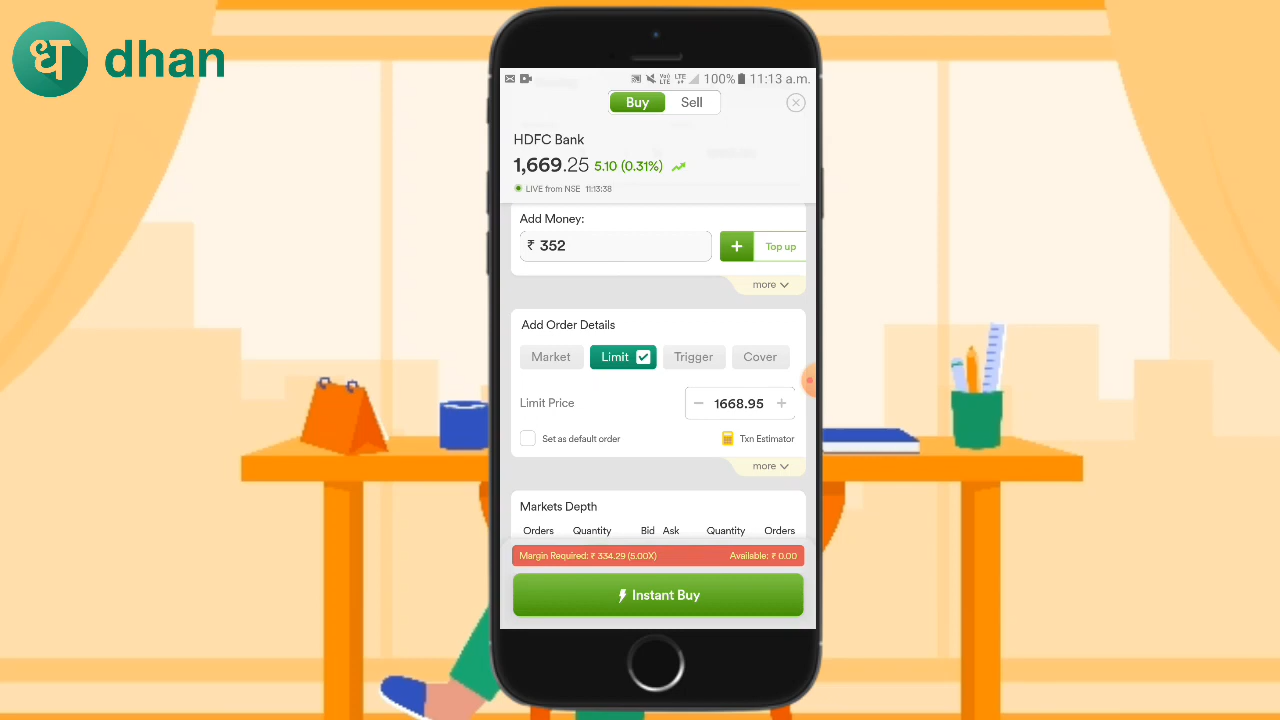 ध dhan
VoI) LTE LTE 100% 11:13 a.m.
Buy Sell
HDFC Bank
1,669.25 5.10 (0.31%)
LIVE from NSE 11:13:38
Add Money:
₹ 352 + Top up
more
Add Order Details
Market Limit Trigger Cover
Limit Price − 1668.95 +
Set as default order Txn Estimator
more
Markets Depth
Orders Quantity Bid Ask Quantity Orders
Margin Required: ₹ 334.29 (5.00X) Available: ₹ 0.00
Instant Buy